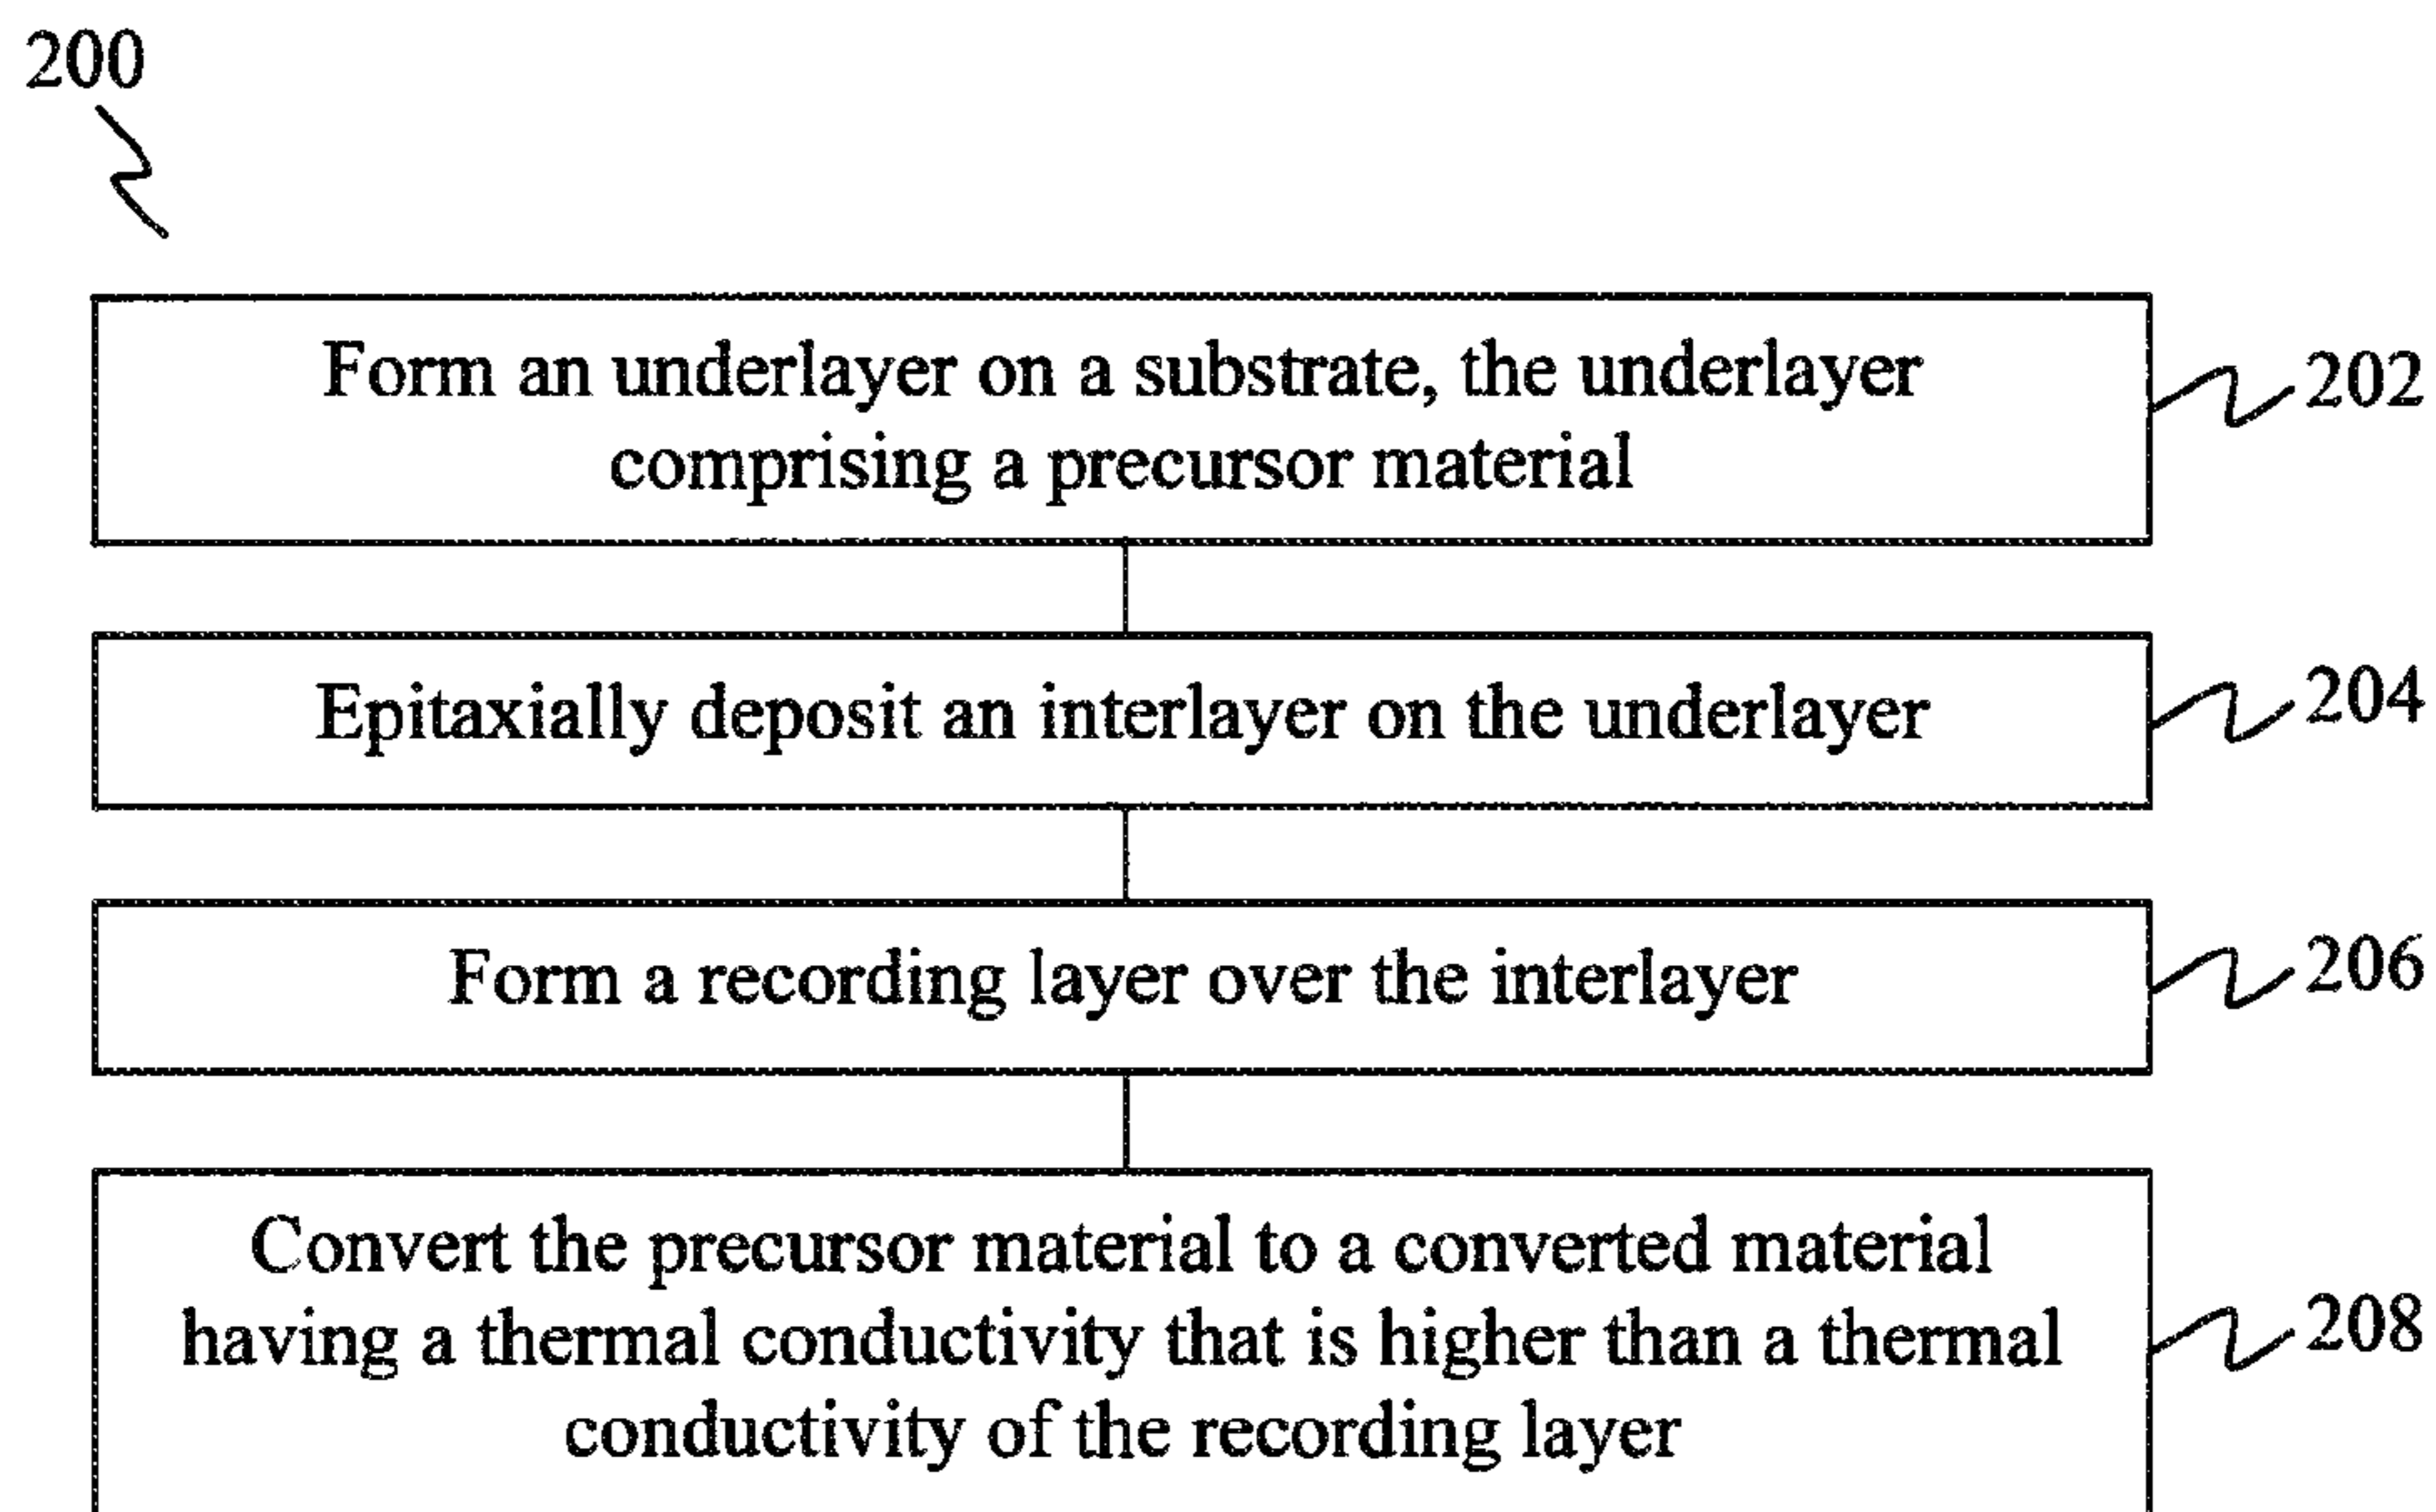 200
Form an underlayer on a substrate, the underlayer
comprising a precursor material
202
Epitaxially deposit an interlayer on the underlayer
204
Form a recording layer over the interlayer
206
Convert the precursor material to a converted material
having a thermal conductivity that is higher than a thermal
conductivity of the recording layer
208